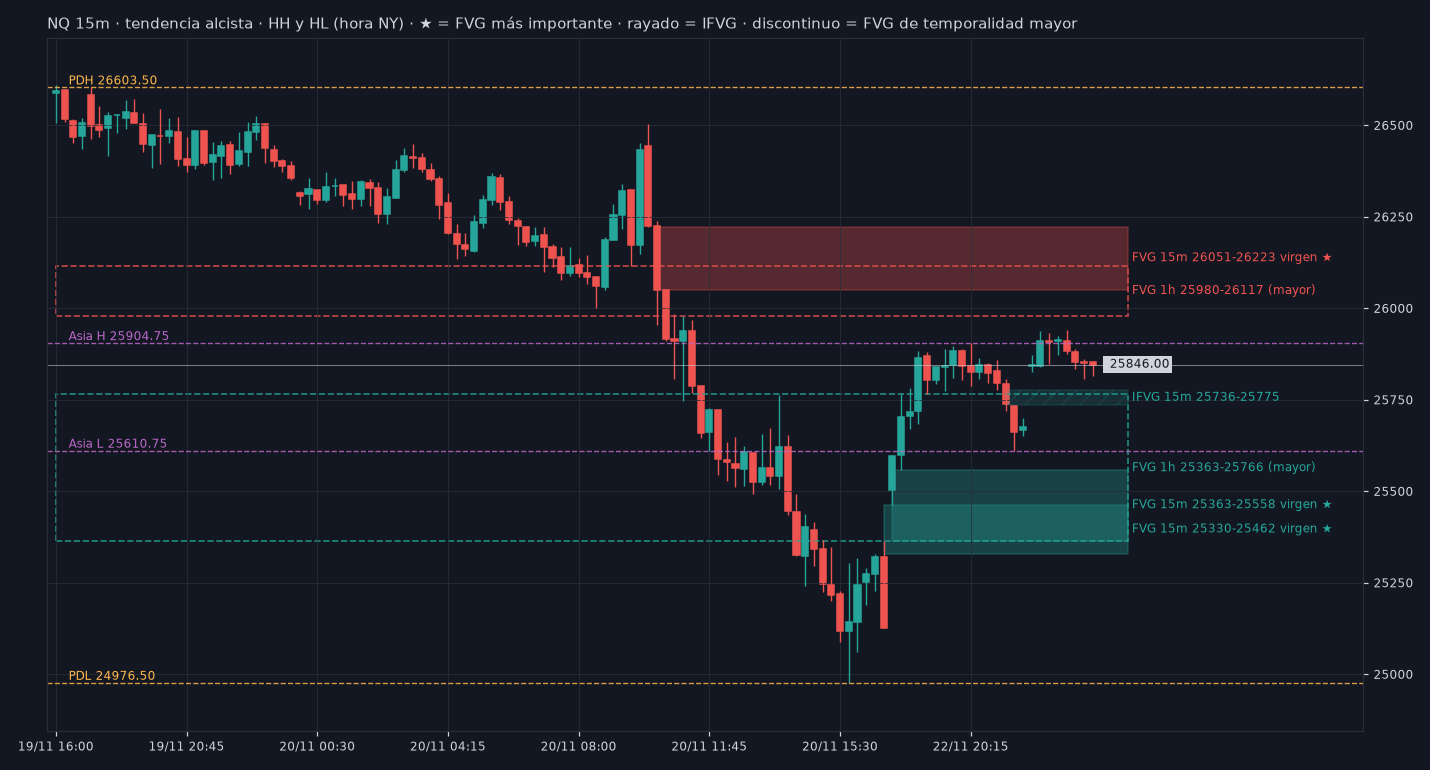 NQ 15m · tendencia alcista · HH y HL (hora NY) · ★ = FVG más importante · rayado = IFVG · discontinuo = FVG de temporalidad mayor
PDH 26603.50
26500
26250
FVG 15m 26051-26223 virgen ★
FVG 1h 25980-26117 (mayor)
26000
Asia H 25904.75
25846.00
25750
IFVG 15m 25736-25775
Asia L 25610.75
FVG 1h 25363-25766 (mayor)
25500
FVG 15m 25363-25558 virgen ★
FVG 15m 25330-25462 virgen ★
25250
PDL 24976.50
25000
19/11 16:00
19/11 20:45
20/11 00:30
20/11 04:15
20/11 08:00
20/11 11:45
20/11 15:30
22/11 20:15